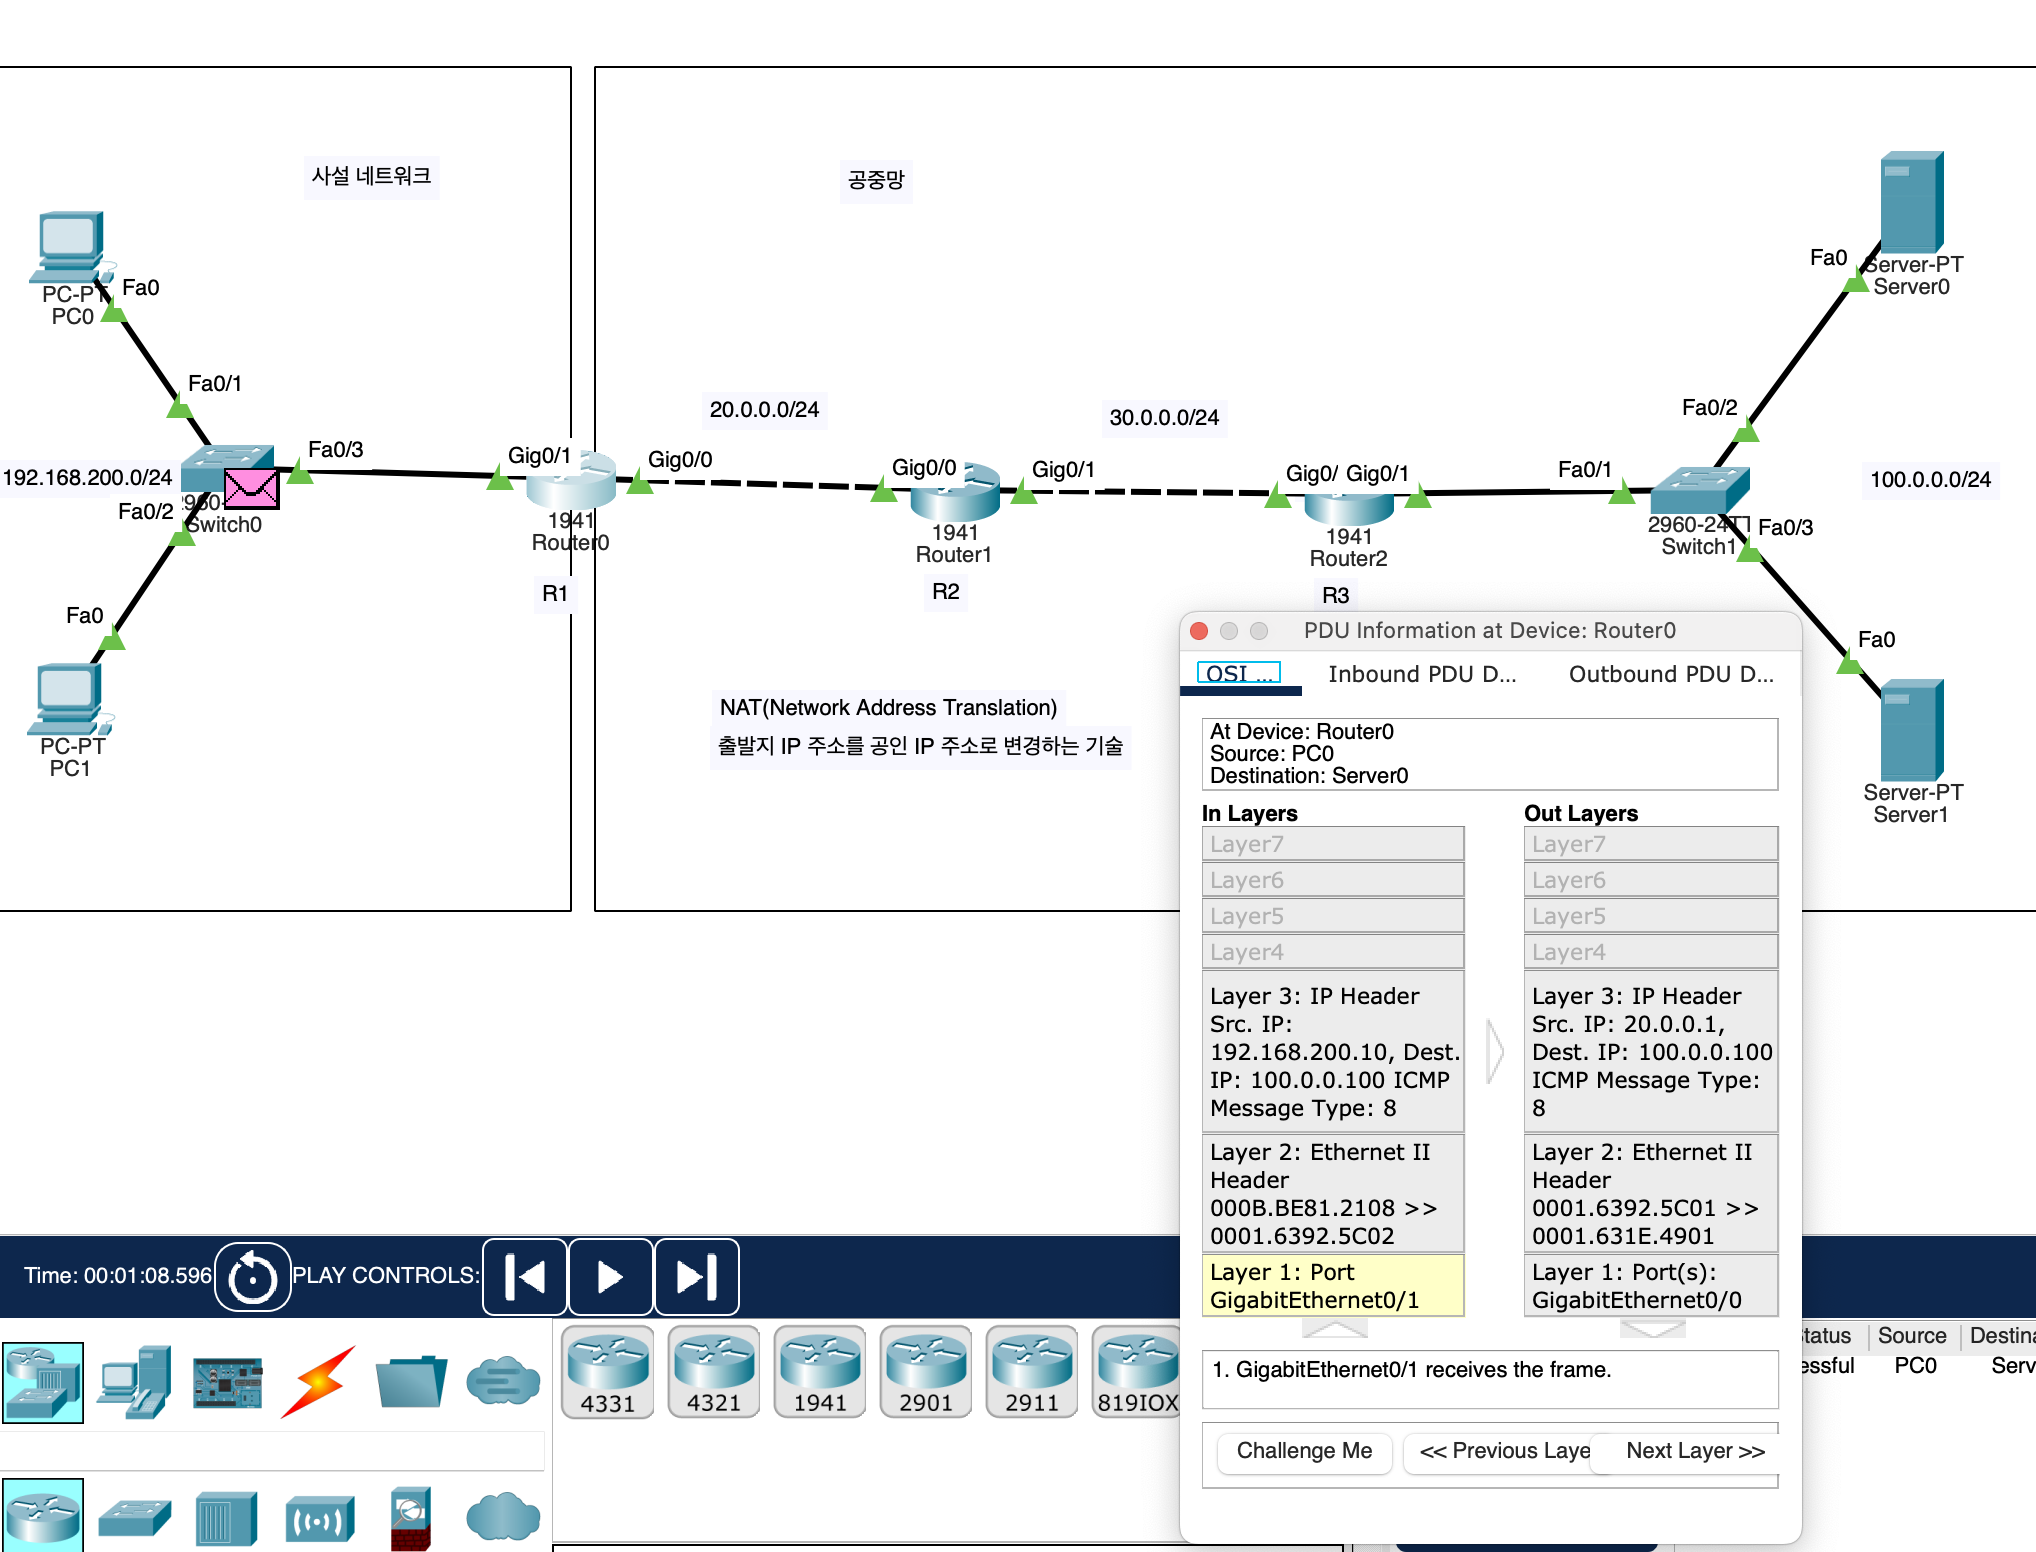 사설 네트워크
공중망
Fa0
PC-PT
PC0
Fa0/1
192.168.200.0/24
Fa0/3
Fa0/2
2960-
Switch0
Fa0
PC-PT
PC1
Gig0/1
1941
Router0
R1
Gig0/0
20.0.0.0/24
Gig0/0
1941
Router1
R2
Gig0/1
30.0.0.0/24
Gig0/
Gig0/1
1941
Router2
R3
Fa0/1
2960-24TT
Switch1
Fa0/2
Fa0/3
100.0.0.0/24
Fa0
Server-PT
Server0
Fa0
Server-PT
Server1
NAT(Network Address Translation)
출발지 IP 주소를 공인 IP 주소로 변경하는 기술
PDU Information at Device: Router0
OSI ...
Inbound PDU D...
Outbound PDU D...
At Device: Router0
Source: PC0
Destination: Server0
In Layers
Layer7
Layer6
Layer5
Layer4
Layer 3: IP Header
Src. IP:
192.168.200.10, Dest.
IP: 100.0.0.100 ICMP
Message Type: 8
Layer 2: Ethernet II
Header
000B.BE81.2108 >>
0001.6392.5C02
Layer 1: Port
GigabitEthernet0/1
Out Layers
Layer7
Layer6
Layer5
Layer4
Layer 3: IP Header
Src. IP: 20.0.0.1,
Dest. IP: 100.0.0.100
ICMP Message Type:
8
Layer 2: Ethernet II
Header
0001.6392.5C01 >>
0001.631E.4901
Layer 1: Port(s):
GigabitEthernet0/0
1. GigabitEthernet0/1 receives the frame.
Challenge Me
<< Previous Laye
Next Layer >>
Time: 00:01:08.596
PLAY CONTROLS:
4331
4321
1941
2901
2911
819IOX
tatus
Source
Destina
essful
PC0
Serv